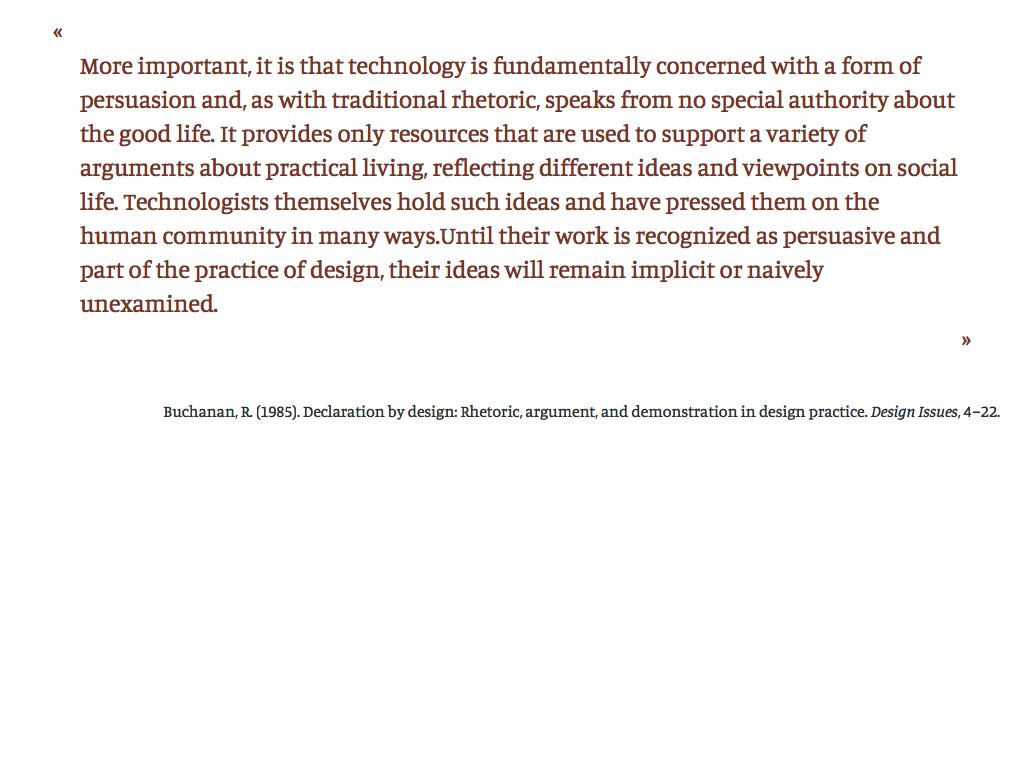 «
More important, it is that technology is fundamentally concerned with a form of
persuasion and, as with traditional rhetoric, speaks from no special authority about
the good life. It provides only resources that are used to support a variety of
arguments about practical living, reflecting different ideas and viewpoints on social
life. Technologists themselves hold such ideas and have pressed them on the
human community in many ways.Until their work is recognized as persuasive and
part of the practice of design, their ideas will remain implicit or naively
unexamined.
»
Buchanan, R. (1985). Declaration by design: Rhetoric, argument, and demonstration in design practice. Design Issues, 4–22.